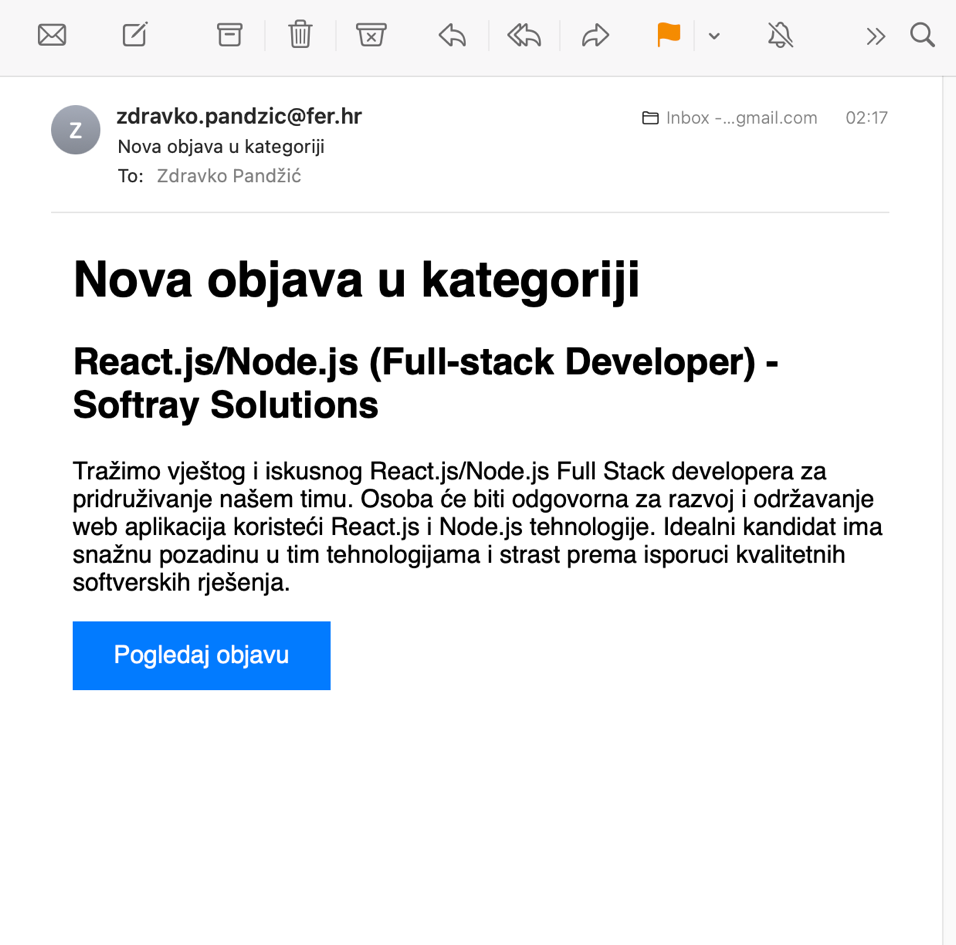 zdravko.pandzic@fer.hr
Inbox -...gmail.com
02:17
Z
Nova objava u kategoriji
To: Zdravko Pandžić
Nova objava u kategoriji
React.js/Node.js (Full-stack Developer) -
Softray Solutions
Tražimo vještog i iskusnog React.js/Node.js Full Stack developera za
pridruživanje našem timu. Osoba će biti odgovorna za razvoj i održavanje
web aplikacija koristeći React.js i Node.js tehnologije. Idealni kandidat ima
snažnu pozadinu u tim tehnologijama i strast prema isporuci kvalitetnih
softverskih rješenja.
Pogledaj objavu